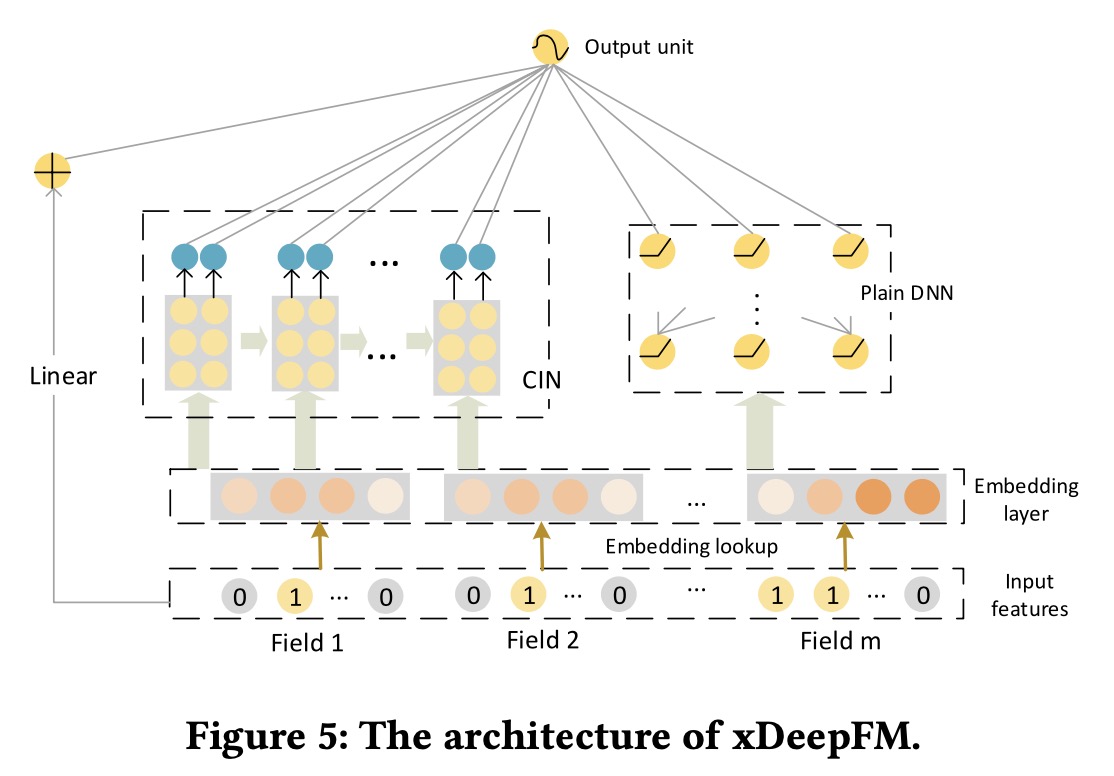 Output unit
...
Plain DNN
...
CIN
Linear
...
Embedding
layer
Embedding lookup
0 1 ... 0 0 1 ... 0 ... 1 1 ... 0
Input
features
Field 1 Field 2 Field m
Figure 5: The architecture of xDeepFM.